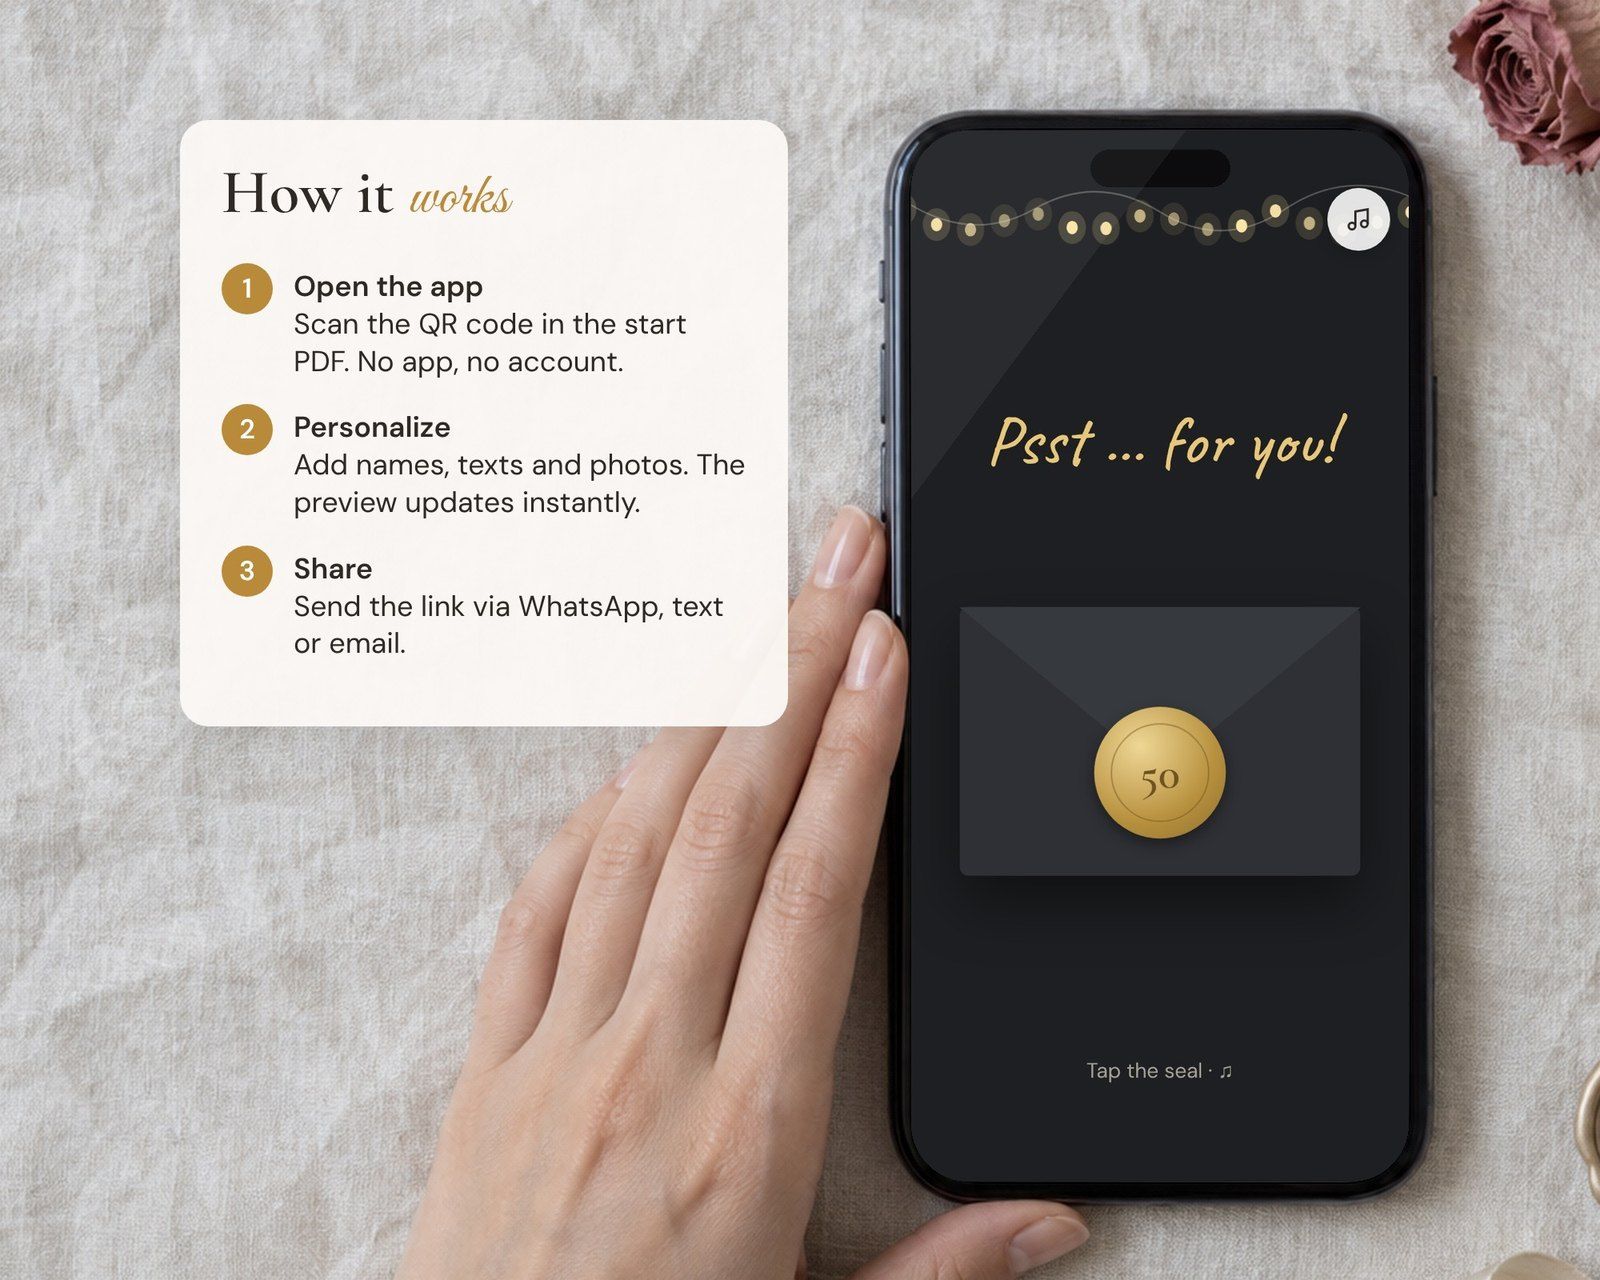 How it works
1
Open the app
Scan the QR code in the start
PDF. No app, no account.
2
Personalize
Add names, texts and photos. The
preview updates instantly.
3
Share
Send the link via WhatsApp, text
or email.
Psst ... for you!
50
Tap the seal · ♫